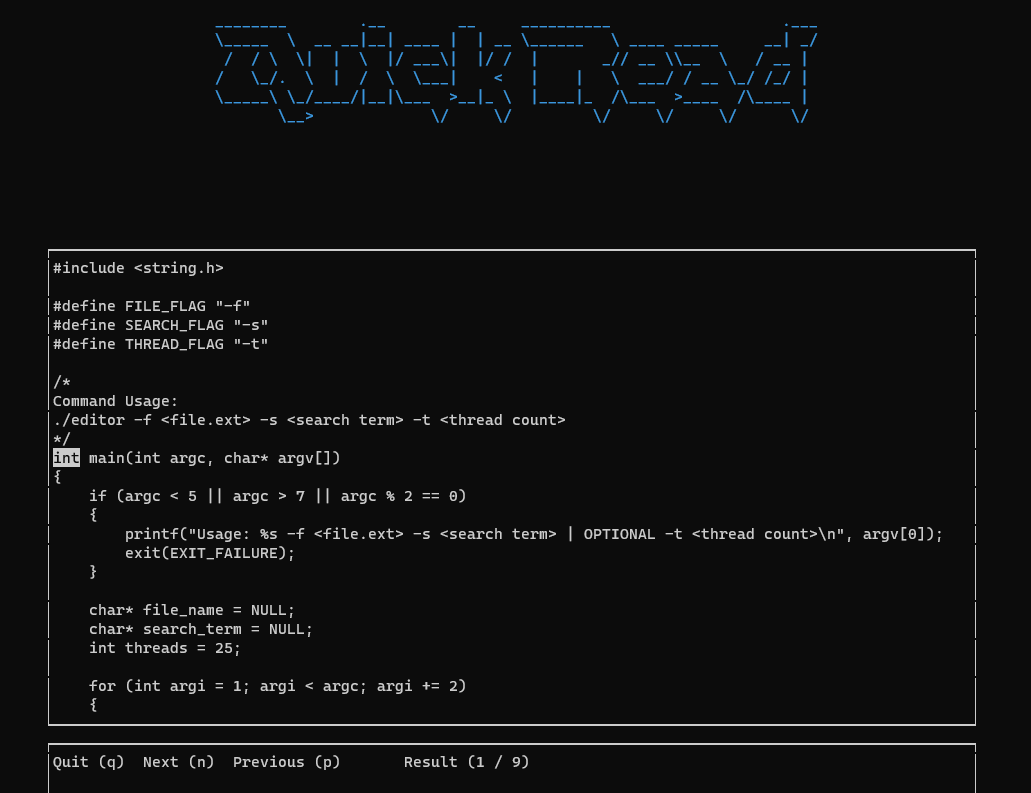 QuickRead
#include <string.h>
#define FILE_FLAG "-f"
#define SEARCH_FLAG "-s"
#define THREAD_FLAG "-t"
/*
Command Usage:
./editor -f <file.ext> -s <search term> -t <thread count>
*/
int main(int argc, char* argv[])
{
    if (argc < 5 || argc > 7 || argc % 2 == 0)
    {
        printf("Usage: %s -f <file.ext> -s <search term> | OPTIONAL -t <thread count>\n", argv[0]);
        exit(EXIT_FAILURE);
    }
    char* file_name = NULL;
    char* search_term = NULL;
    int threads = 25;
    for (int argi = 1; argi < argc; argi += 2)
    {
Quit (q)  Next (n)  Previous (p)       Result (1 / 9)